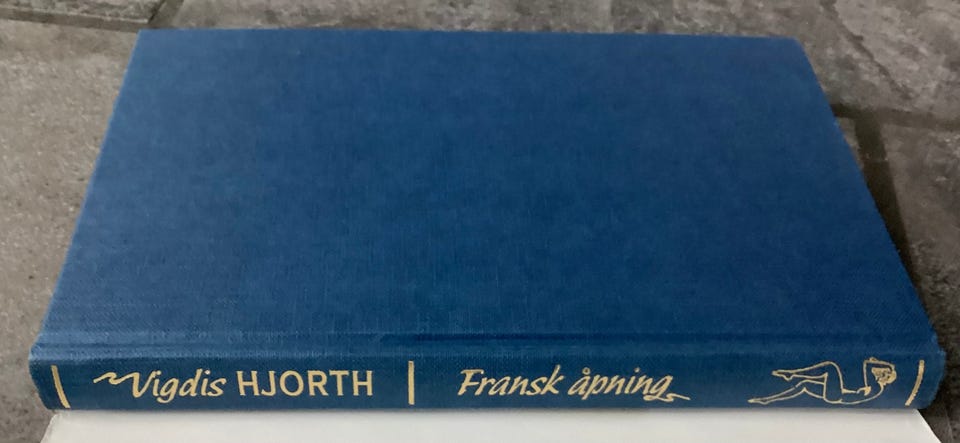 Vigdis HJORTH | Fransk åpning